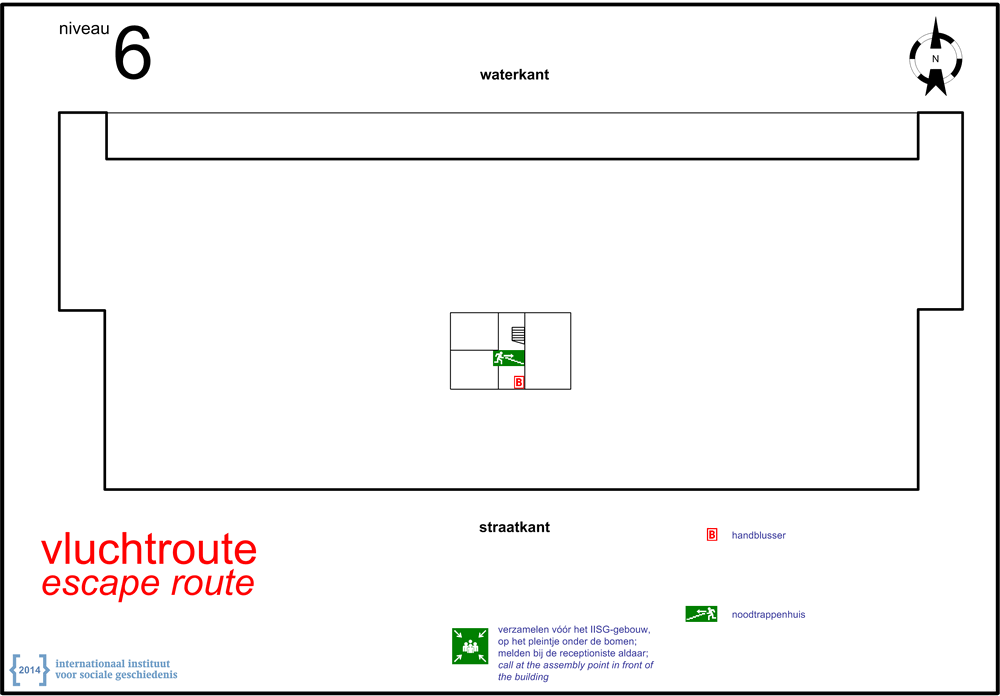 niveau 6
N
waterkant
B
straatkant
vluchtroute
escape route
B handblusser
noodtrappenhuis
verzamelen vóór het IISG-gebouw,
op het pleintje onder de bomen;
melden bij de receptioniste aldaar;
call at the assembly point in front of
the building
{2014} internationaal instituut
voor sociale geschiedenis